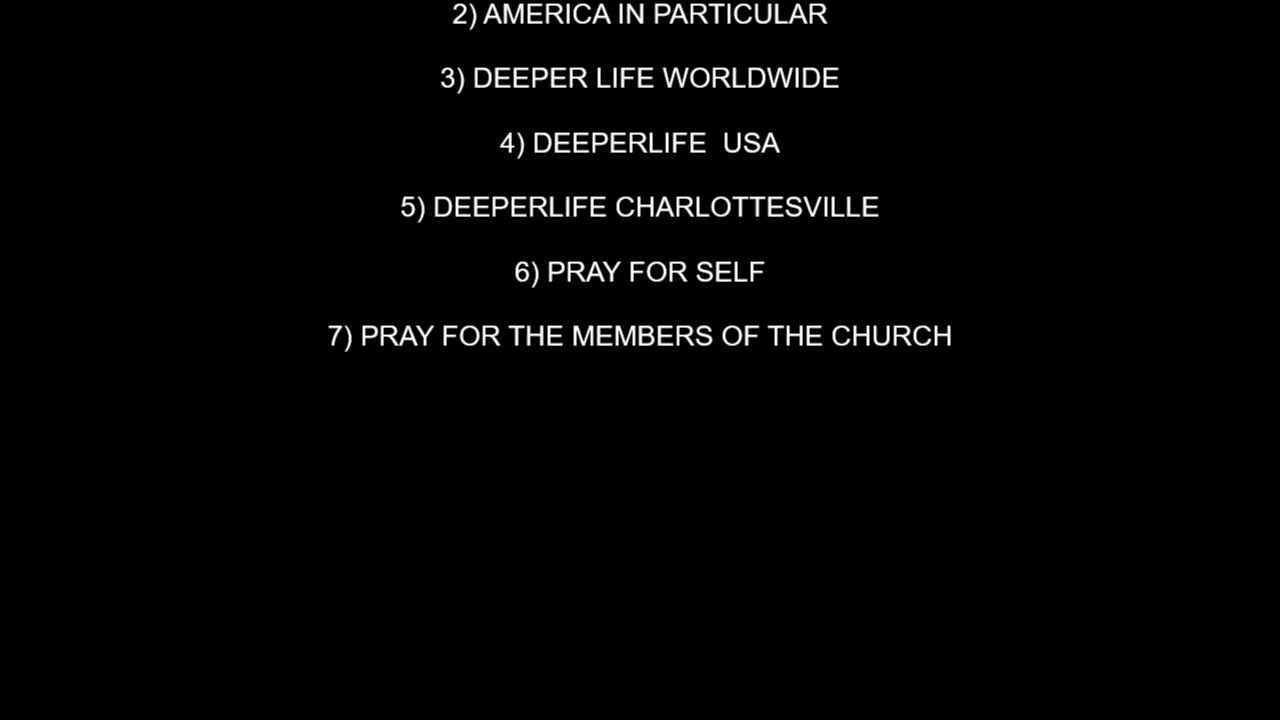 2) AMERICA IN PARTICULAR
3) DEEPER LIFE WORLDWIDE
4) DEEPERLIFE  USA
5) DEEPERLIFE CHARLOTTESVILLE
6) PRAY FOR SELF
7) PRAY FOR THE MEMBERS OF THE CHURCH